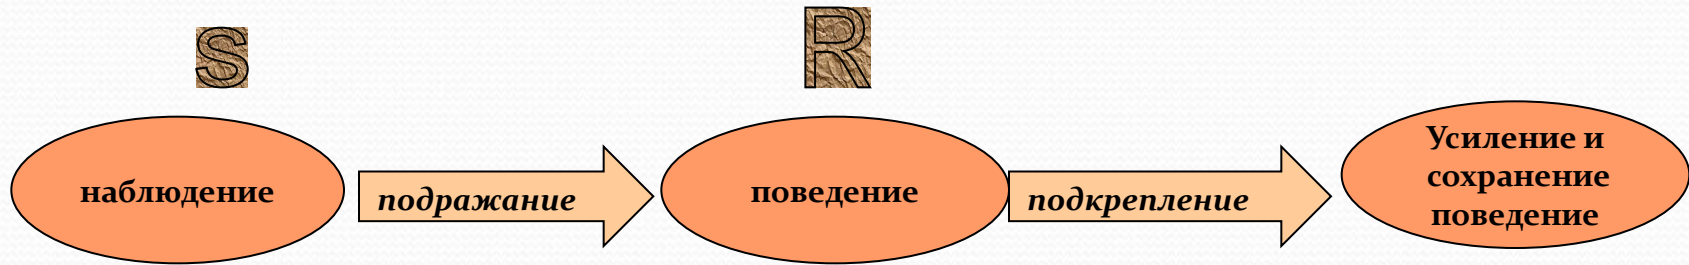 S
R
наблюдение
подражание
поведение
подкрепление
Усиление и
сохранение
поведение